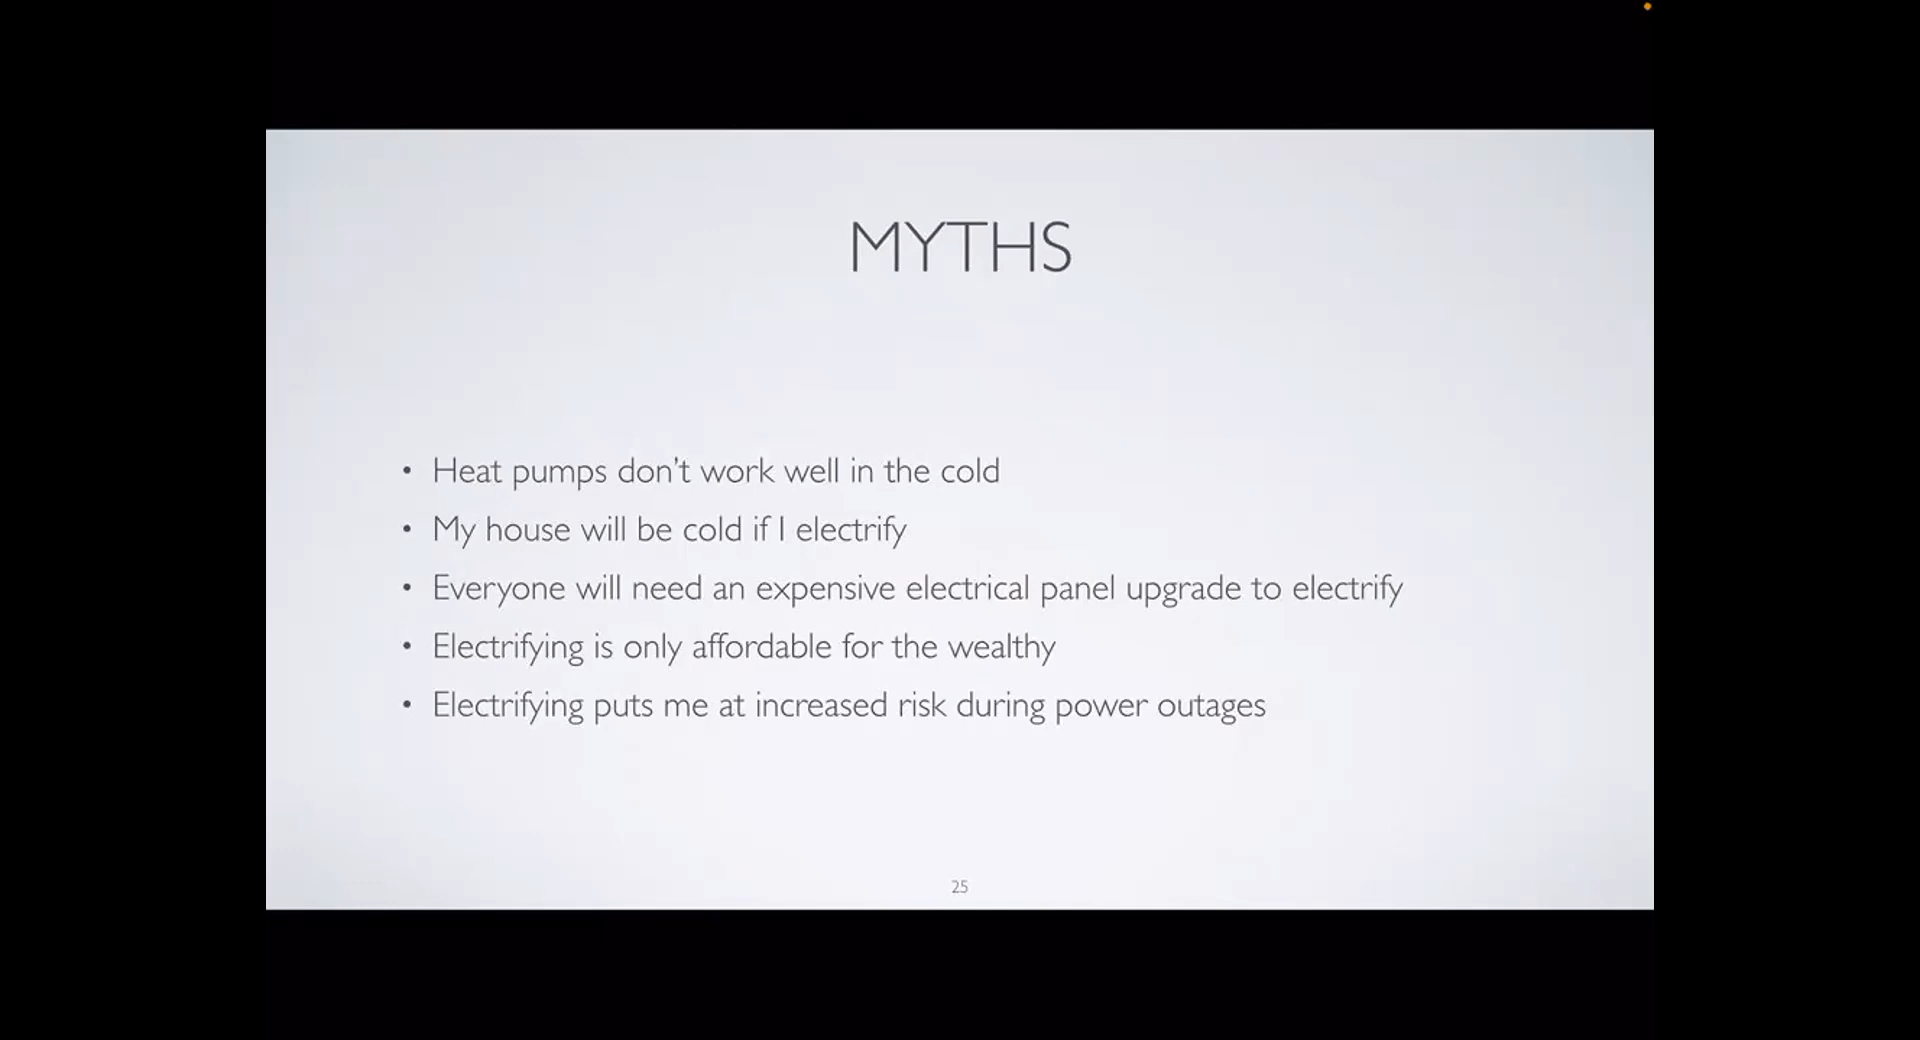 MYTHS
• Heat pumps don’t work well in the cold
• My house will be cold if I electrify
• Everyone will need an expensive electrical panel upgrade to electrify
• Electrifying is only affordable for the wealthy
• Electrifying puts me at increased risk during power outages
25